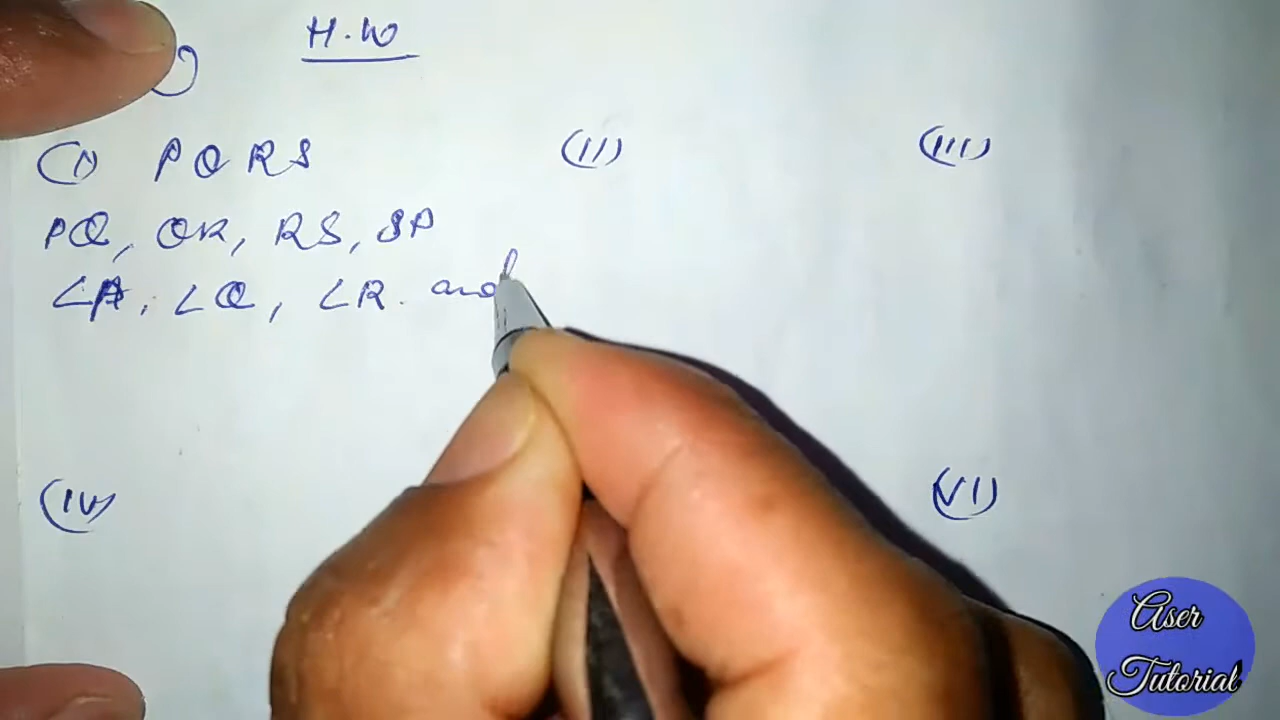 H.W
(I) PQRS
(II)
(III)
PQ, QR, RS, SP
∠P, ∠Q, ∠R. and
(IV)
(VI)
Aser
Tutorial